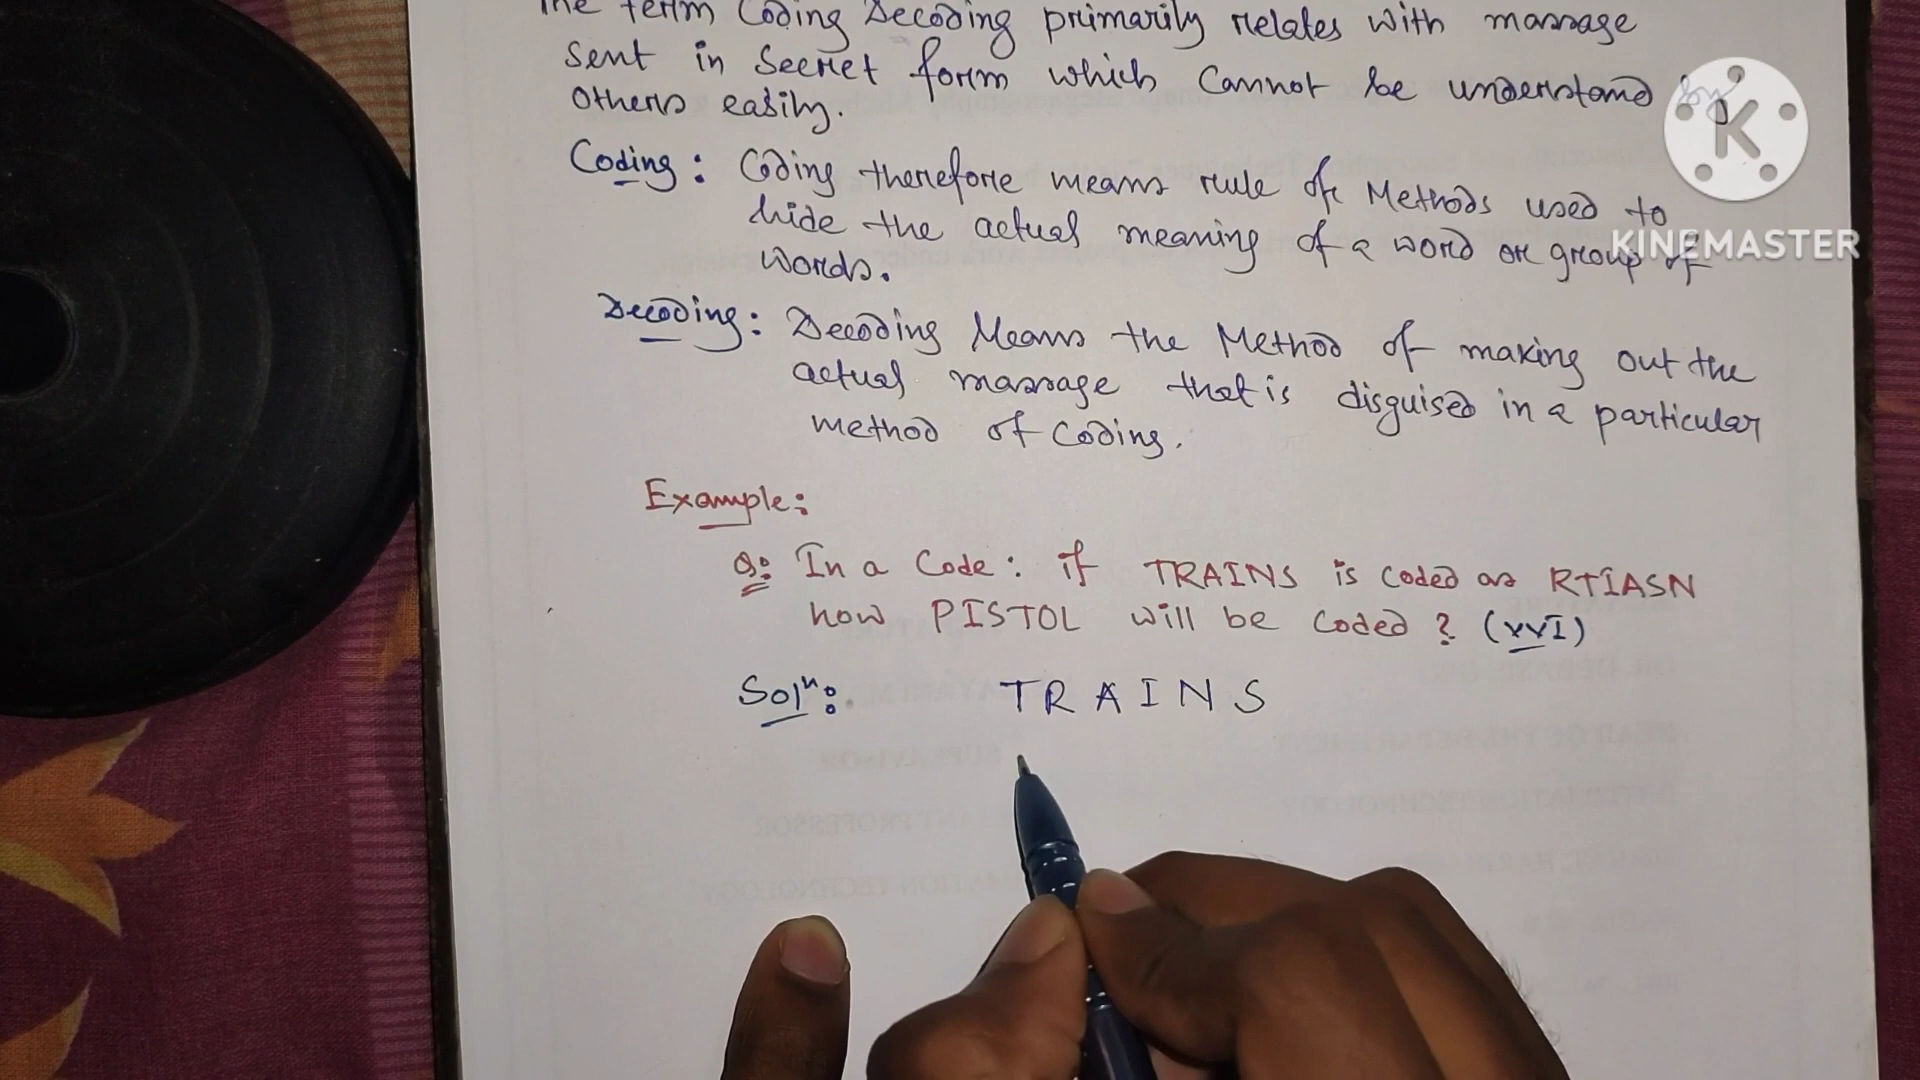 The term Coding Decoding primarily relates with massage
sent in Secret form which Cannot be understand by
Others easily.
Coding: Coding therefore means rule or Methods used to
hide the actual meaning of a word or group of
words.
Decoding: Decoding Means the Method of making out the
actual massage that is disguised in a particular
method of Coding.
Example:
Q: In a Code: if TRAINS is coded as RTIASN
how PISTOL will be coded? (XVI)
Solⁿ: TRAINS
K
KINEMASTER